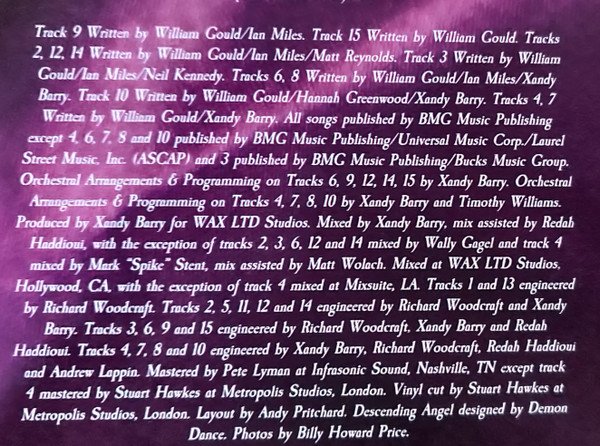 Track 9 Written by William Gould/Ian Miles. Track 15 Written by William Gould. Tracks
2, 12, 14 Written by William Gould/Ian Miles/Matt Reynolds. Track 3 Written by William
Gould/Ian Miles/Neil Kennedy. Tracks 6, 8 Written by William Gould/Ian Miles/Xandy
Barry. Track 10 Written by William Gould/Hannah Greenwood/Xandy Barry. Tracks 4, 7
Written by William Gould/Xandy Barry. All songs published by BMG Music Publishing
except 4, 6, 7, 8 and 10 published by BMG Music Publishing/Universal Music Corp./Laurel
Street Music, Inc. (ASCAP) and 3 published by BMG Music Publishing/Bucks Music Group.
Orchestral Arrangements & Programming on Tracks 6, 9, 12, 14, 15 by Xandy Barry. Orchestral
Arrangements & Programming on Tracks 4, 7, 8, 10 by Xandy Barry and Timothy Williams.
Produced by Xandy Barry for WAX LTD Studios. Mixed by Xandy Barry, mix assisted by Redah
Haddioui, with the exception of tracks 2, 3, 6, 12 and 14 mixed by Wally Gagel and track 4
mixed by Mark "Spike" Stent, mix assisted by Matt Wolach. Mixed at WAX LTD Studios,
Hollywood, CA, with the exception of track 4 mixed at Mixsuite, LA. Tracks 1 and 13 engineered
by Richard Woodcraft. Tracks 2, 5, 11, 12 and 14 engineered by Richard Woodcraft and Xandy
Barry. Tracks 3, 6, 9 and 15 engineered by Richard Woodcraft, Xandy Barry and Redah
Haddioui. Tracks 4, 7, 8 and 10 engineered by Xandy Barry, Richard Woodcraft, Redah Haddioui
and Andrew Lappin. Mastered by Pete Lyman at Infrasonic Sound, Nashville, TN except track
4 mastered by Stuart Hawkes at Metropolis Studios, London. Vinyl cut by Stuart Hawkes at
Metropolis Studios, London. Layout by Andy Pritchard. Descending Angel designed by Demon
Dance. Photos by Billy Howard Price.